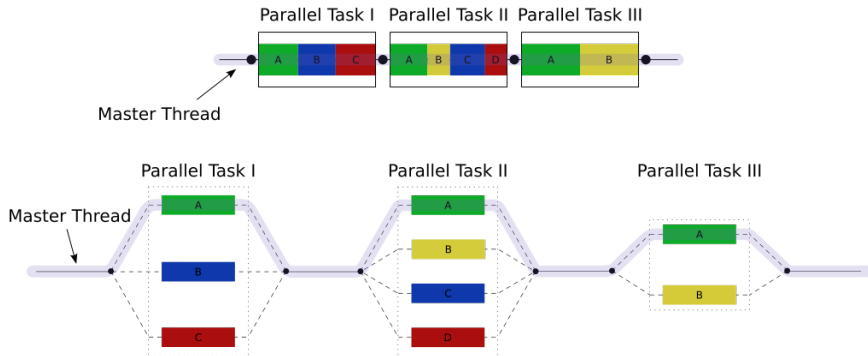 Parallel Task I Parallel Task II Parallel Task III
A B C A B C D A B
Master Thread
Parallel Task I Parallel Task II Parallel Task III
A A
Master Thread
A
B
B
C
B
C D